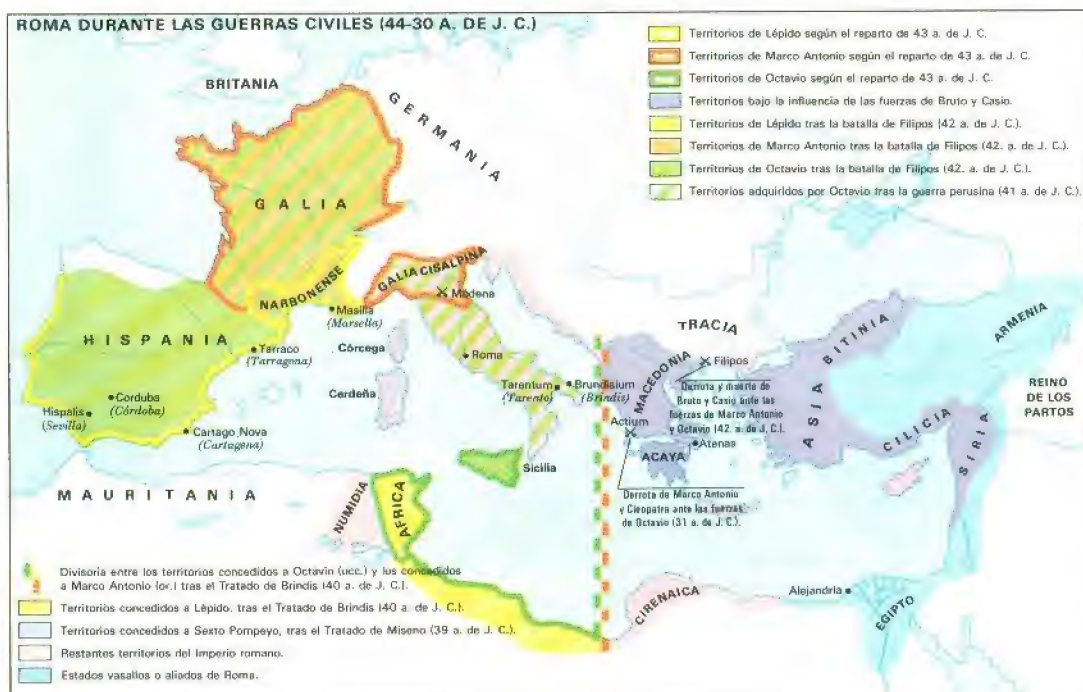 ROMA DURANTE LAS GUERRAS CIVILES (44-30 A. DE J. C.)
Territorios de Lépido según el reparto de 43 a. de J. C.
Territorios de Marco Antonio según el reparto de 43 a. de J. C.
Territorios de Octavio según el reparto de 43 a. de J. C.
Territorios bajo la influencia de las fuerzas de Bruto y Casio.
Territorios de Lépido tras la batalla de Filipos (42 a. de J. C.).
Territorios de Marco Antonio tras la batalla de Filipos (42. a. de J. C.).
Territorios de Octavio tras la batalla de Filipos (42. a. de J. C.).
Territorios adquiridos por Octavio tras la guerra perusina (41 a. de J. C.).
BRITANIA
GERMANIA
GALIA
GALIA CISALPINA
NARBONENSE
Módena
Masilia
(Marsella)
HISPANIA
Tarraco
(Tarragona)
Córcega
Roma
Cerdeña
Tarentum
(Tarento)
Brundisium
(Brindis)
Corduba
(Córdoba)
Hispalis
(Sevilla)
Cartago Nova
(Cartagena)
Sicilia
MAURITANIA
NUMIDIA
AFRICA
TRACIA
MACEDONIA
Filipos
Derrota y muerte de
Bruto y Casio ante las
fuerzas de Marco Antonio
y Octavio (42. a. de J. C.).
Actium
ACAYA
Atenas
Derrota de Marco Antonio
y Cleopatra ante las fuerzas
de Octavio (31 a. de J. C.).
ASIA
BITINIA
ARMENIA
REINO
DE LOS
PARTOS
CILICIA
SIRIA
CIRENAICA
Alejandría
EGIPTO
Divisoria entre los territorios concedidos a Octavio (occ.) y los concedidos
a Marco Antonio (or.) tras el Tratado de Brindis (40 a. de J. C.).
Territorios concedidos a Lépido, tras el Tratado de Brindis (40 a. de J. C.).
Territorios concedidos a Sexto Pompeyo, tras el Tratado de Miseno (39 a. de J. C.).
Restantes territorios del Imperio romano.
Estados vasallos o aliados de Roma.